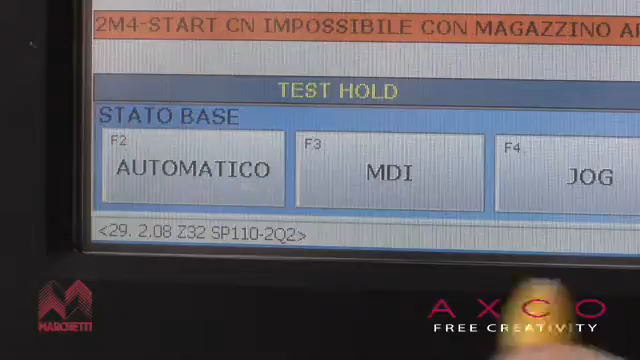 2M4-START CN IMPOSSIBILE CON MAGAZZINO
TEST HOLD
STATO BASE
F2
AUTOMATICO
F3
MDI
F4
JOG
<29. 2.08 Z32 SP110-2Q2>
MARCHETTI
AXCO
FREE CREATIVITY